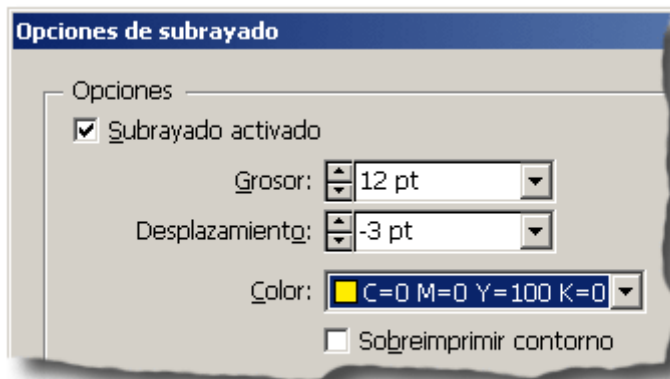 Opciones de subrayado
Opciones
Subrayado activado
Grosor: 12 pt
Desplazamiento: -3 pt
Color: C=0 M=0 Y=100 K=0
Sobreimprimir contorno